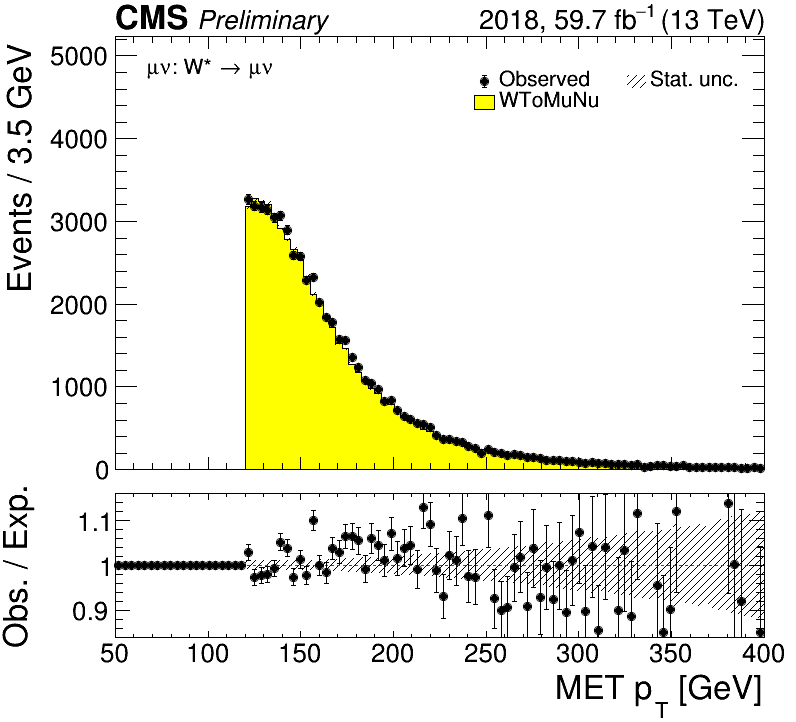 CMS Preliminary 2018, 59.7 fb⁻¹ (13 TeV)
Events / 3.5 GeV
5000
4000
3000
2000
1000
0
μν: W* → μν
Observed
Stat. unc.
WToMuNu
Obs. / Exp.
1.1
1
0.9
50 100 150 200 250 300 350 400
MET p_T [GeV]